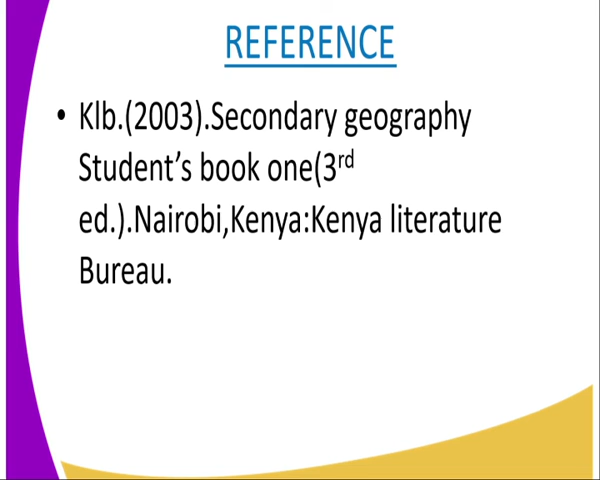 REFERENCE
• Klb.(2003).Secondary geography
Student’s book one(3rd
ed.).Nairobi,Kenya:Kenya literature
Bureau.